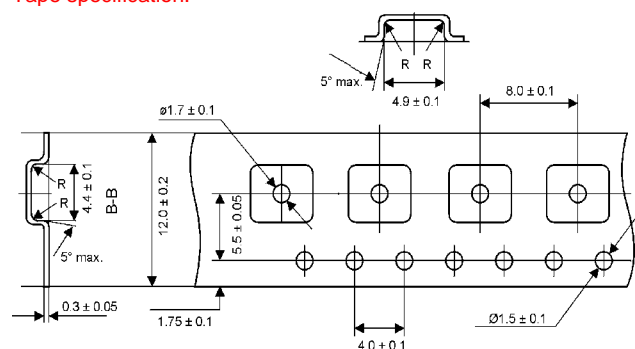 Tape specification:
R R
5° max.
4.9 ± 0.1
8.0 ± 0.1
ø1.7 ± 0.1
R
R
4.4 ± 0.1
B-B
12.0 ± 0.2
5.5 ± 0.05
5° max.
0.3 ± 0.05
1.75 ± 0.1
4.0 ± 0.1
Ø1.5 ± 0.1